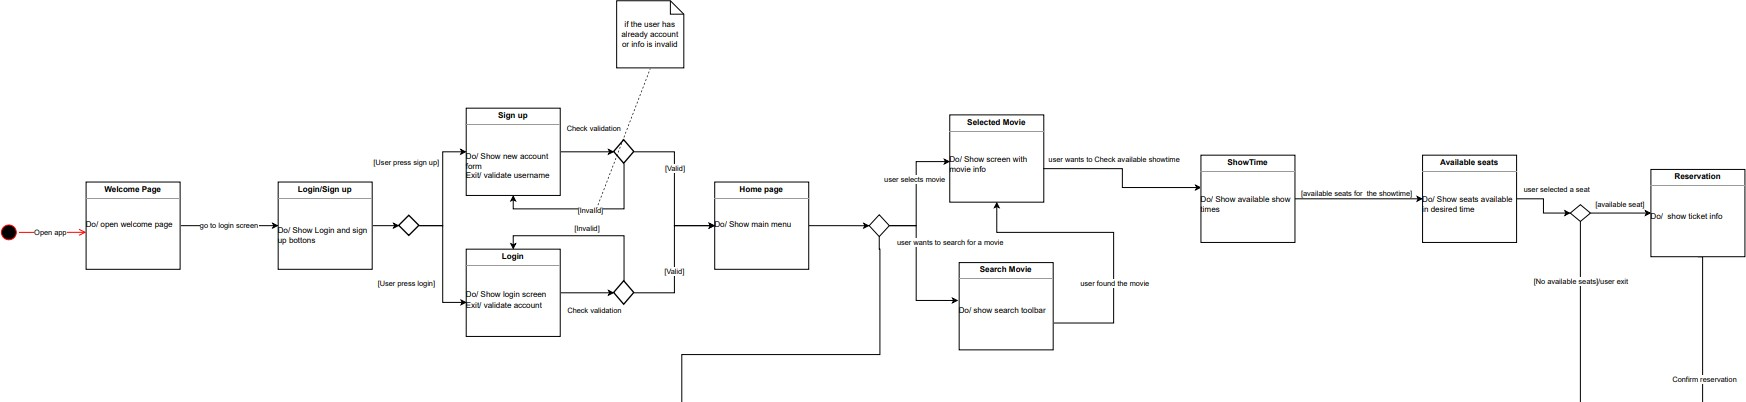 if the user has
already account
or info is invalid
Sign up
Do/ Show new account
form
Exit/ validate username
Check validation
[User press sign up]
[Valid]
[Invalid]
Welcome Page
Do/ open welcome page
Open app
go to login screen
Login/Sign up
Do/ Show Login and sign
up bottons
[User press login]
[Invalid]
Login
Do/ Show login screen
Exit/ validate account
Check validation
[Valid]
Home page
Do/ Show main menu
user selects movie
user wants to search for a movie
Selected Movie
Do/ Show screen with
movie info
user wants to Check available showtime
Search Movie
Do/ show search toolbar
user found the movie
ShowTime
Do/ Show available show
times
[available seats for the showtime]
Available seats
Do/ Show seats available
in desired time
user selected a seat
[available seat]
[No available seats]/user exit
Reservation
Do/ show ticket info
Confirm reservation